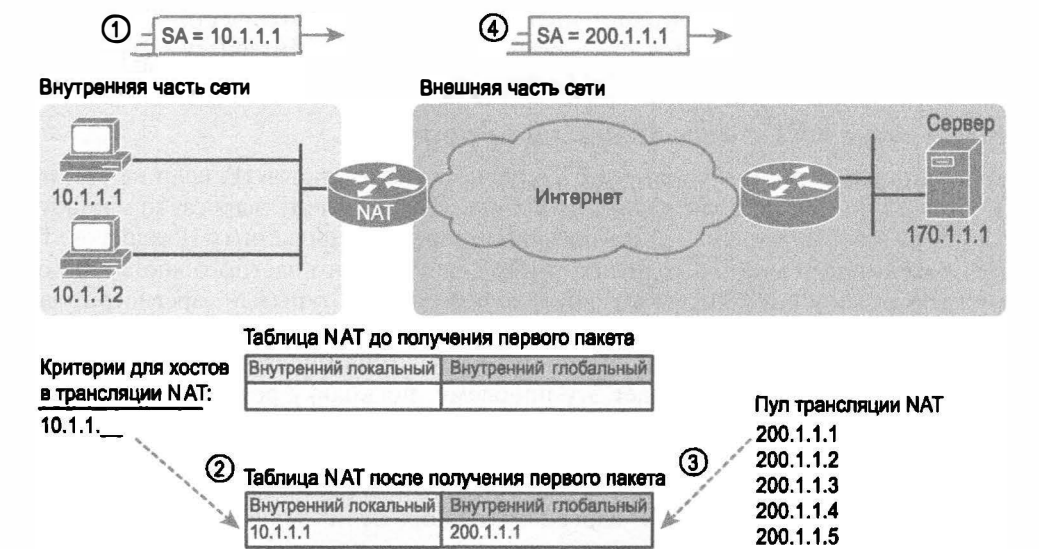 ① SA = 10.1.1.1
④ SA = 200.1.1.1
Внутренняя часть сети
Внешняя часть сети
10.1.1.1
10.1.1.2
NAT
Интернет
Сервер
170.1.1.1
Таблица NAT до получения первого пакета
Внутренний локальный Внутренний глобальный
Критерии для хостов
в трансляции NAT:
10.1.1.__
Пул трансляции NAT
200.1.1.1
200.1.1.2
200.1.1.3
200.1.1.4
200.1.1.5
② Таблица NAT после получения первого пакета ③
Внутренний локальный Внутренний глобальный
10.1.1.1 200.1.1.1